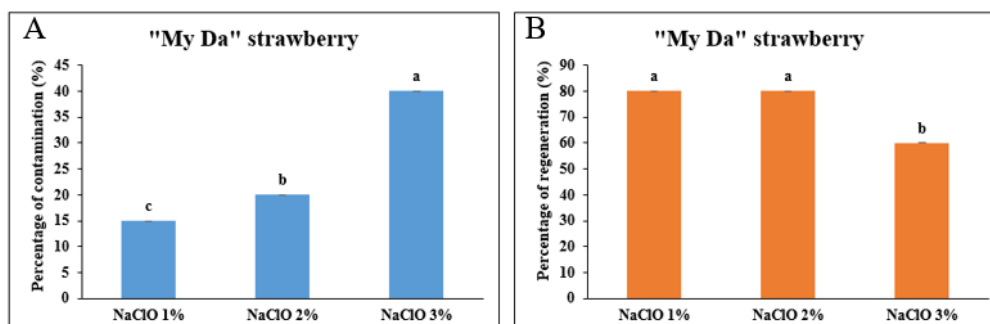 A
"My Da" strawberry
Percentage of contamination (%)
45
40
35
30
25
20
15
10
5
0
c
b
a
NaClO 1%
NaClO 2%
NaClO 3%
B
"My Da" strawberry
Percentage of regeneration (%)
90
80
70
60
50
40
30
20
10
0
a
a
b
NaClO 1%
NaClO 2%
NaClO 3%